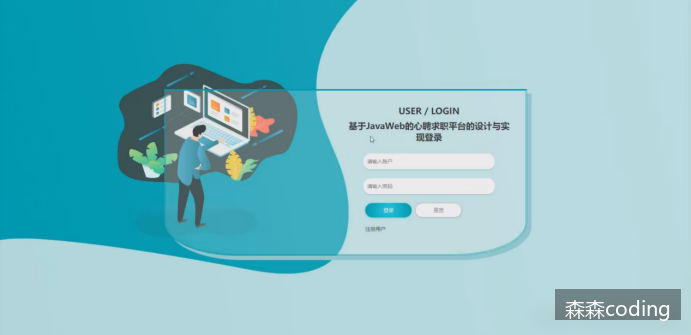 USER / LOGIN
基于JavaWeb的心聘求职平台的设计与实
现登录
请输入账户
请输入密码
登录
重置
注册用户
森森coding